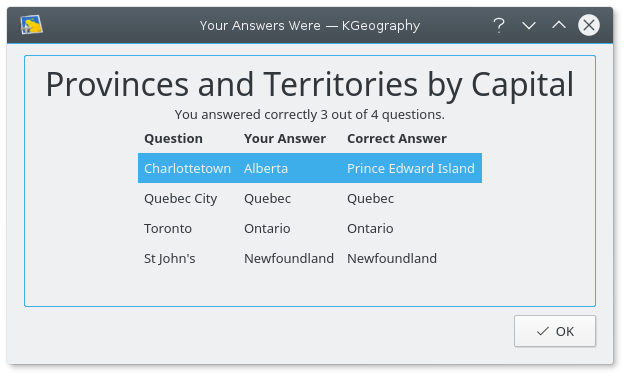 Your Answers Were — KGeography
Provinces and Territories by Capital
You answered correctly 3 out of 4 questions.
Question Your Answer Correct Answer
Charlottetown Alberta Prince Edward Island
Quebec City Quebec Quebec
Toronto Ontario Ontario
St John's Newfoundland Newfoundland
OK